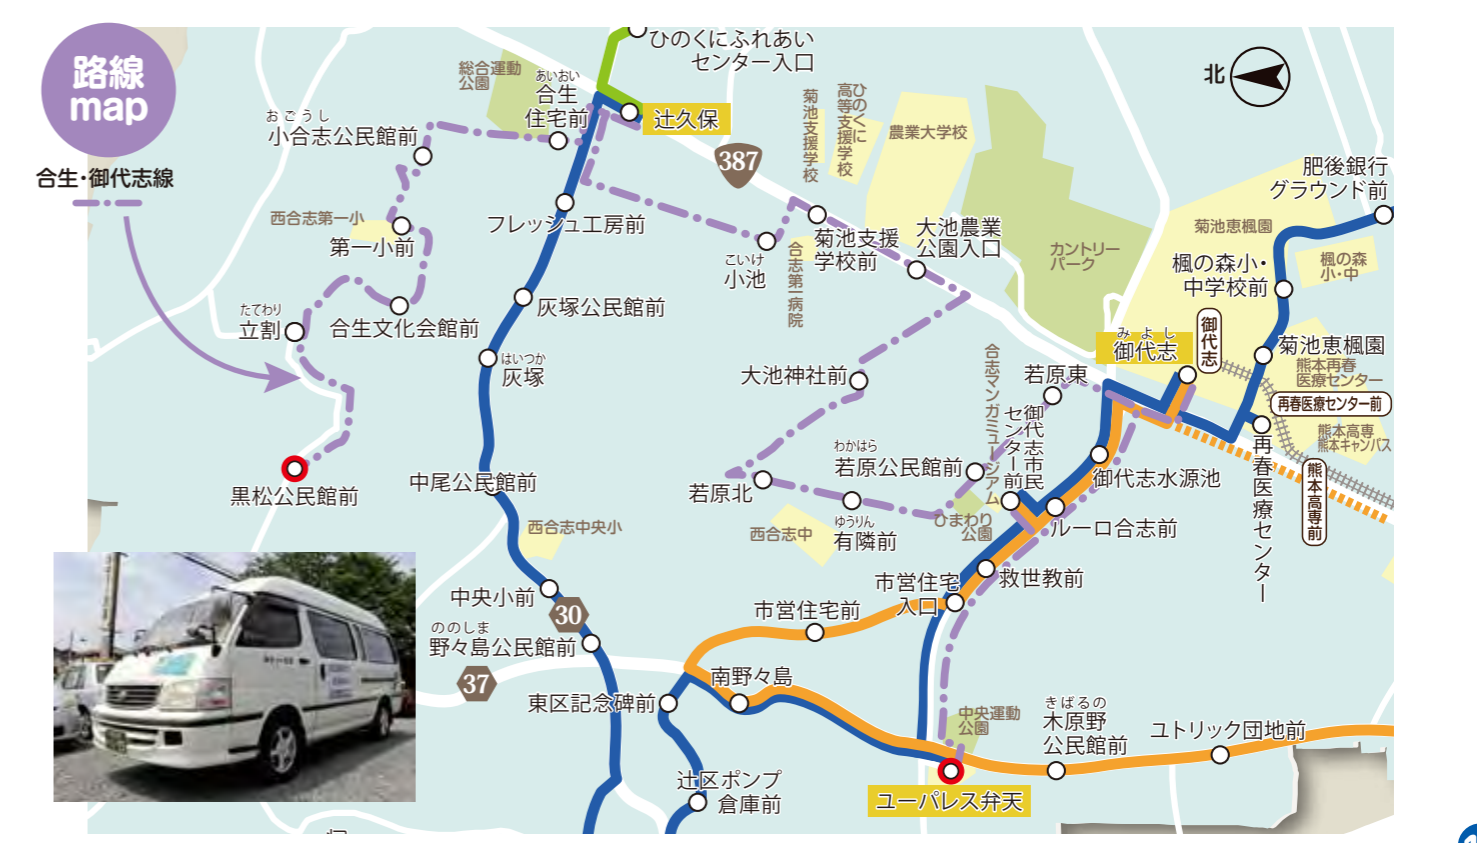 路線
map
合生・御代志線
ひのくにふれあい
センター入口
総合運動
公園
あいおい
合生
住宅前
辻久保
おごうし
小合志公民館前
387
菊池支援学校
ひのくに
高等支援学校
農業大学校
北
肥後銀行
グラウンド前
西合志第一小
第一小前
フレッシュ工房前
菊池支援
学校前
大池農業
公園入口
カントリー
パーク
菊池恵楓園
楓の森小・
中学校前
楓の森
小・中
こいけ
小池
合志第一病院
たてわり
立割
合生文化会館前
灰塚公民館前
はいつか
灰塚
みよし
御代志
御代志
菊池恵楓園
熊本再春
医療センター
再春医療センター前
熊本高専
熊本キャンパス
大池神社前
合志マンガミュージアム
若原東
御代志市民
センター前
わかはら
若原公民館前
御代志水源池
再春医療センター
熊本高専前
黒松公民館前
中尾公民館前
若原北
西合志中央小
西合志中
ゆうりん
有隣前
ひまわり
公園
ルーロ合志前
救世教前
中央小前
30
市営住宅
入口
市営住宅前
ののしま
野々島公民館前
37
東区記念碑前
南野々島
中央運動
公園
きばるの
木原野
公民館前
ユトリック団地前
辻区ポンプ
倉庫前
ユーパレス弁天